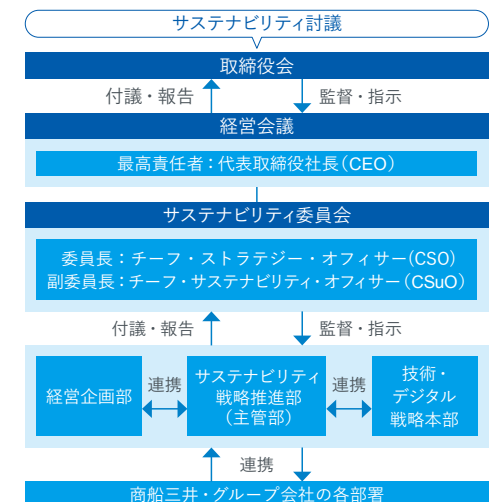 サステナビリティ討議
取締役会
付議・報告
監督・指示
経営会議
最高責任者：代表取締役社長（CEO）
サステナビリティ委員会
委員長：チーフ・ストラテジー・オフィサー(CSO)
副委員長：チーフ・サステナビリティ・オフィサー（CSuO）
付議・報告
監督・指示
経営企画部
連携
サステナビリティ
戦略推進部
（主管部）
連携
技術・
デジタル
戦略本部
連携
商船三井・グループ会社の各部署